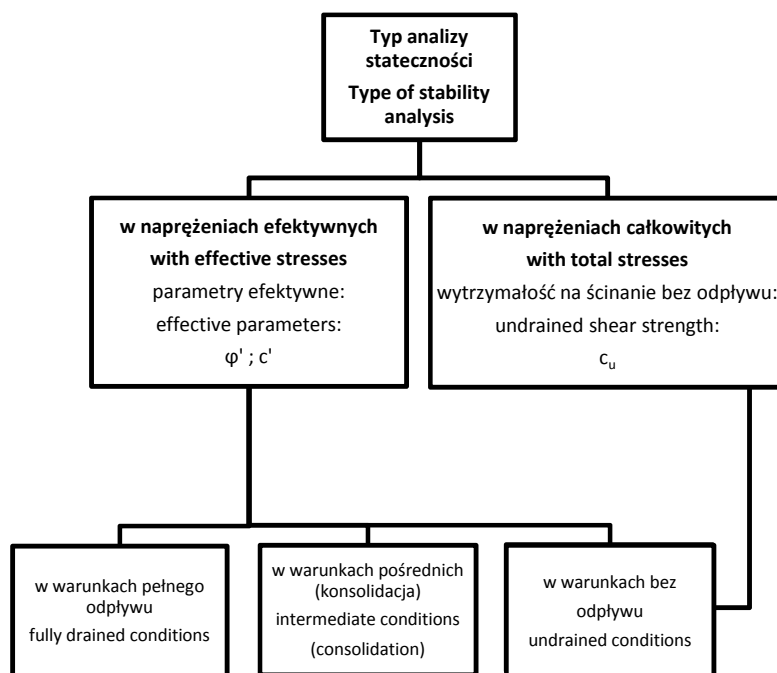 Typ analizy
stateczności
Type of stability
analysis
w naprężeniach efektywnych
with effective stresses
parametry efektywne:
effective parameters:
φ' ; c'
w naprężeniach całkowitych
with total stresses
wytrzymałość na ścinanie bez odpływu:
undrained shear strength:
cᵤ
w warunkach pełnego
odpływu
fully drained conditions
w warunkach pośrednich
(konsolidacja)
intermediate conditions
(consolidation)
w warunkach bez
odpływu
undrained conditions